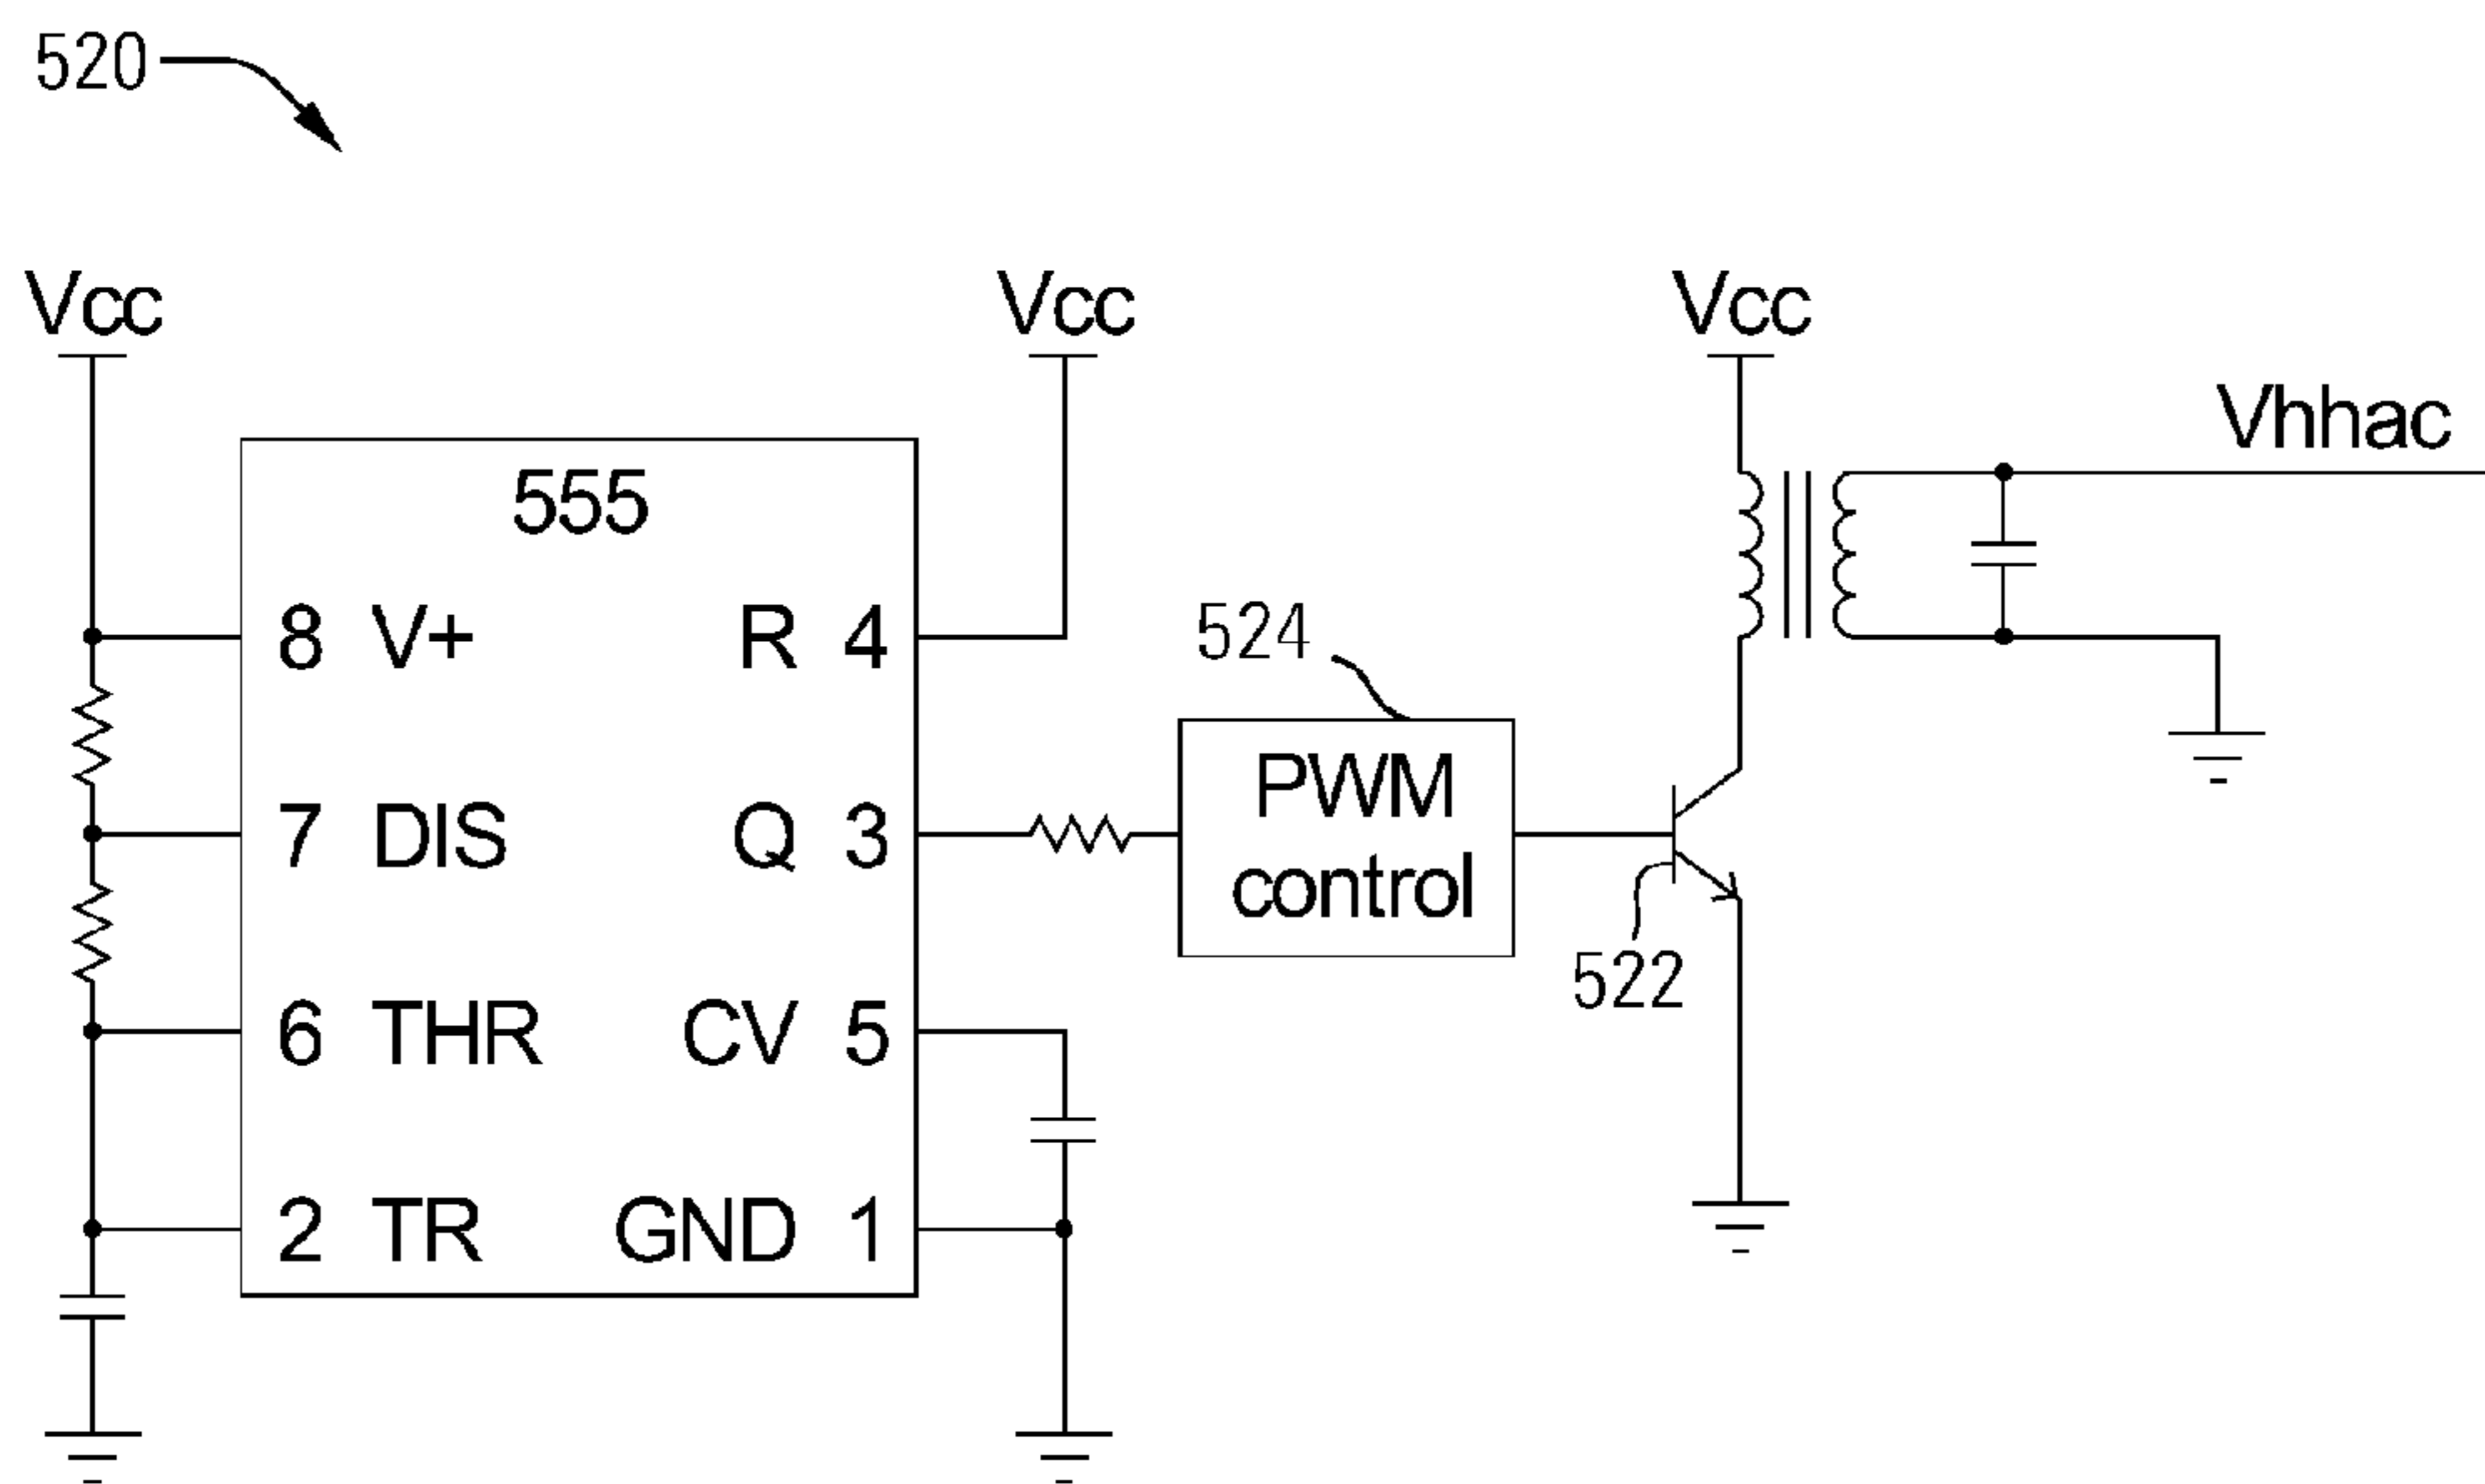 520
Vcc
Vcc
Vcc
Vhhac
555
8 V+ R 4
524
7 DIS Q 3
PWM
control
522
6 THR CV 5
2 TR GND 1